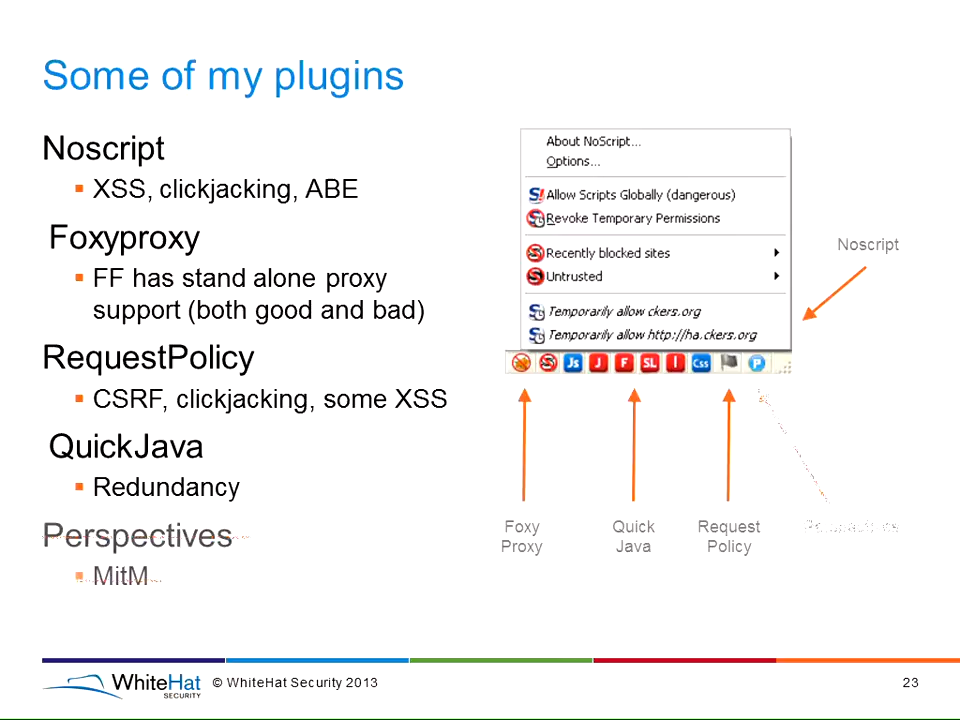 Some of my plugins
Noscript
XSS, clickjacking, ABE
Foxyproxy
FF has stand alone proxy
support (both good and bad)
RequestPolicy
CSRF, clickjacking, some XSS
QuickJava
Redundancy
Perspectives
MitM
About NoScript...
Options...
Allow Scripts Globally (dangerous)
Revoke Temporary Permissions
Recently blocked sites
Untrusted
Temporarily allow ckers.org
Temporarily allow http://ha.ckers.org
Js J F SL I Css P
Noscript
Foxy
Proxy
Quick
Java
Request
Policy
WhiteHat
SECURITY
© WhiteHat Security 2013
23